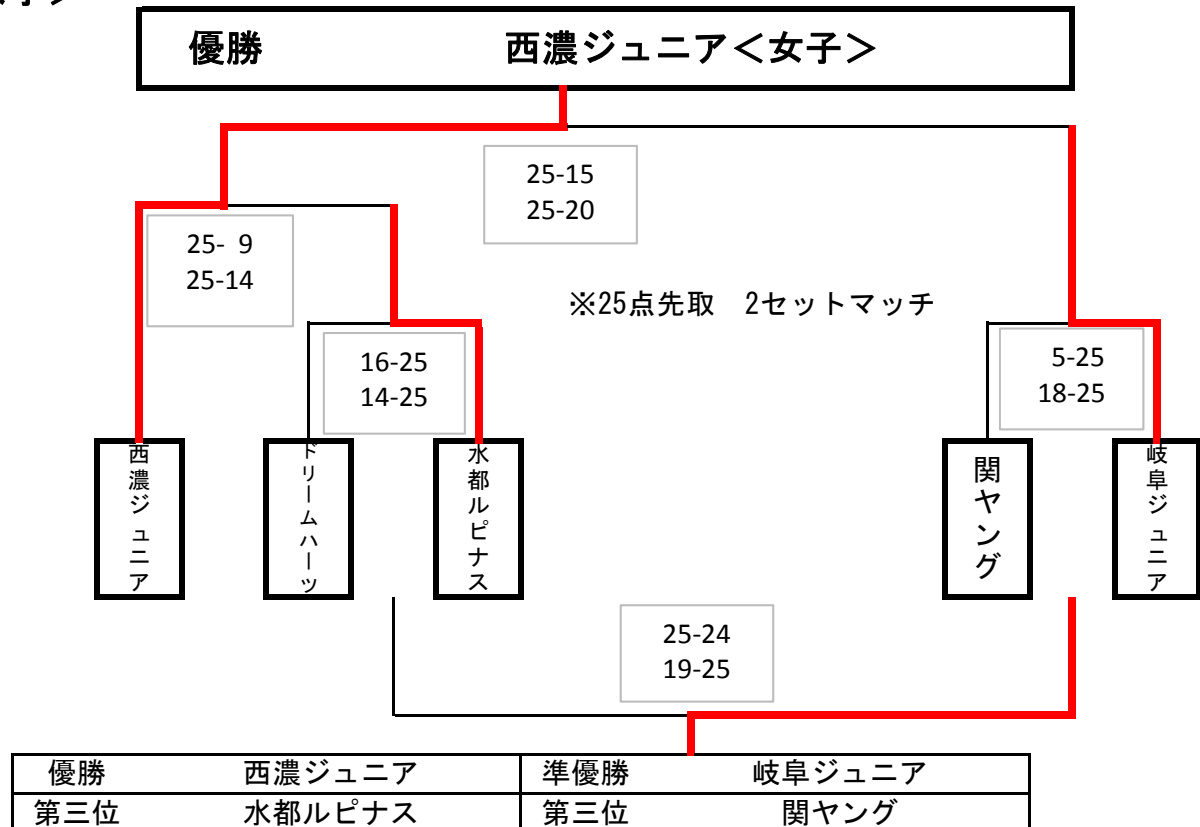 優勝 西濃ジュニア＜女子＞
25-15
25-20
25- 9
25-14
※25点先取 2セットマッチ
16-25
14-25
5-25
18-25
西濃ジュニア
ドリームハーツ
水都ルピナス
関ヤング
岐阜ジュニア
25-24
19-25
優勝 西濃ジュニア 準優勝 岐阜ジュニア
第三位 水都ルピナス 第三位 関ヤング